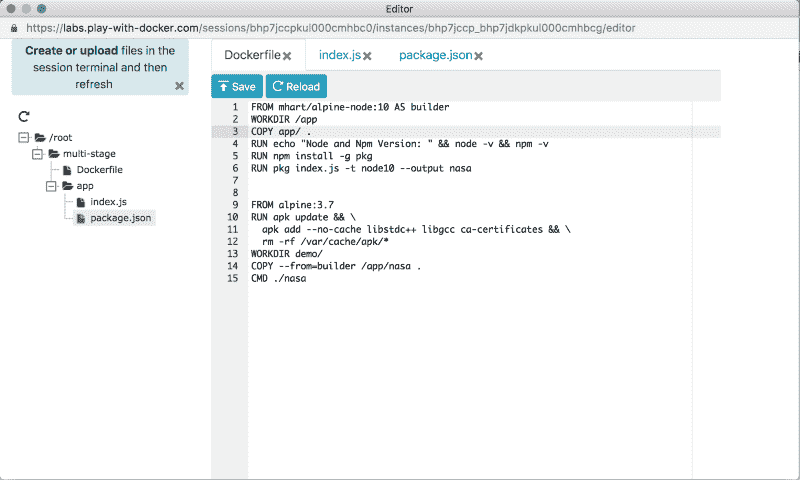 Editor
https://labs.play-with-docker.com/sessions/bhp7jccpkul000cmhbc0/instances/bhp7jccp_bhp7jdkpkul000cmhbcg/editor
Create or upload files in the
session terminal and then
refresh
/root
multi-stage
Dockerfile
app
index.js
package.json
Dockerfile
index.js
package.json
Save
Reload
1 FROM mhart/alpine-node:10 AS builder
2 WORKDIR /app
3 COPY app/ .
4 RUN echo "Node and Npm Version: " && node -v && npm -v
5 RUN npm install -g pkg
6 RUN pkg index.js -t node10 --output nasa
7
8
9 FROM alpine:3.7
10 RUN apk update && \
11 apk add --no-cache libstdc++ libgcc ca-certificates && \
12 rm -rf /var/cache/apk/*
13 WORKDIR demo/
14 COPY --from=builder /app/nasa .
15 CMD ./nasa